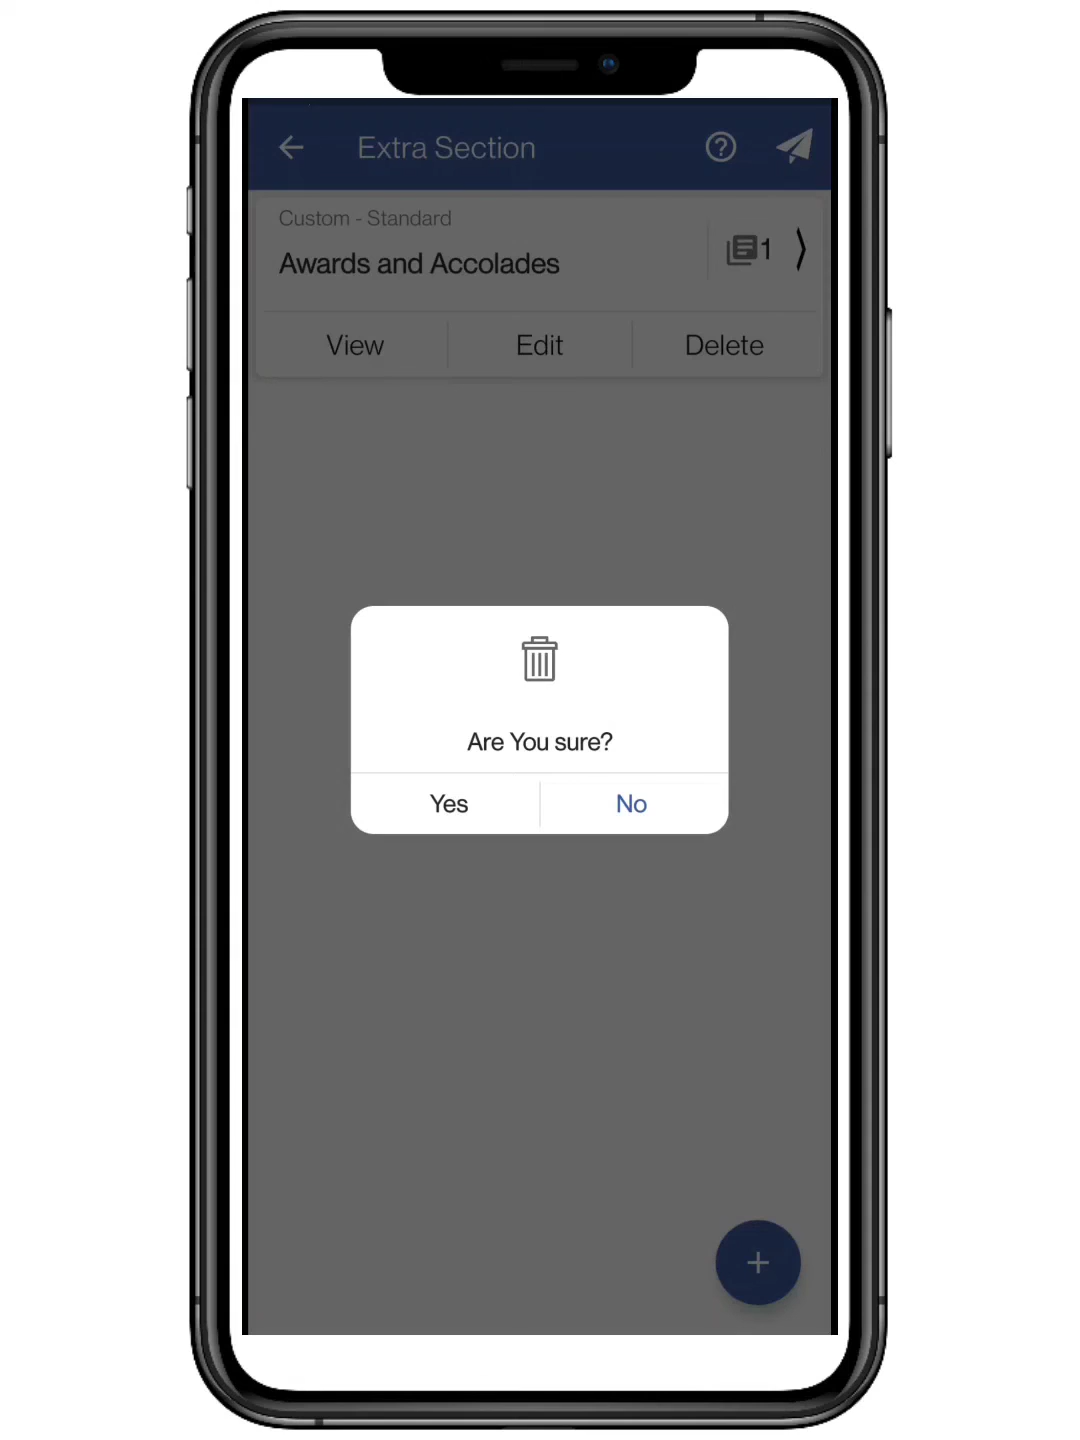 Extra Section
Custom - Standard
Awards and Accolades
1
View Edit Delete
Are You sure?
Yes No